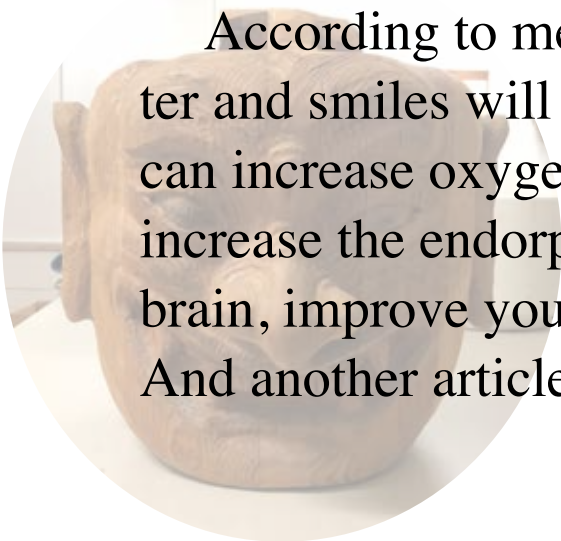 According to
ter and smiles will
can increase
increase the
brain, improve
And another